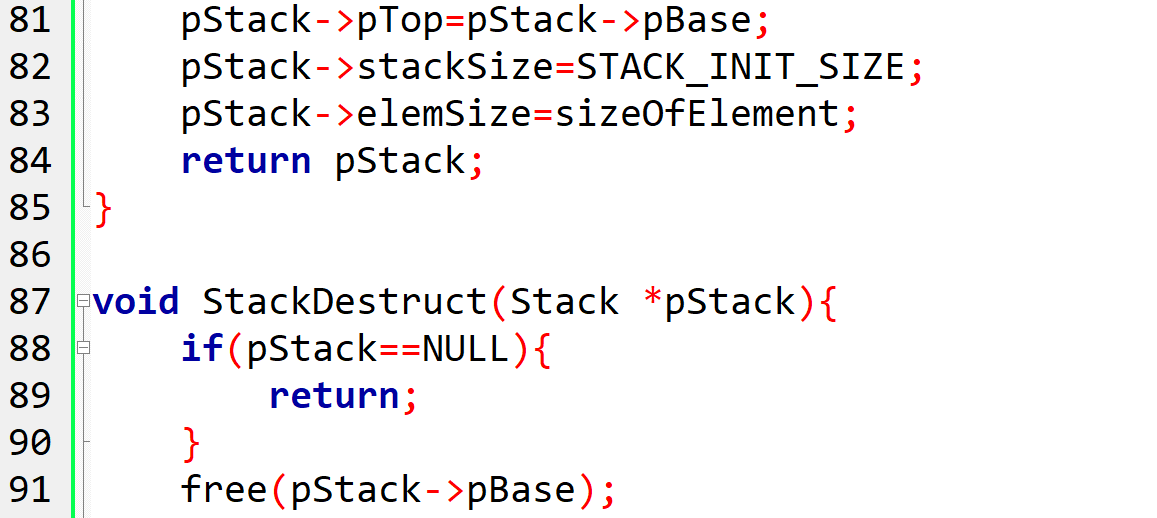 81    pStack->pTop=pStack->pBase;
82    pStack->stackSize=STACK_INIT_SIZE;
83    pStack->elemSize=sizeOfElement;
84    return pStack;
85 }
86
87 void StackDestruct(Stack *pStack){
88    if(pStack==NULL){
89        return;
90    }
91    free(pStack->pBase);